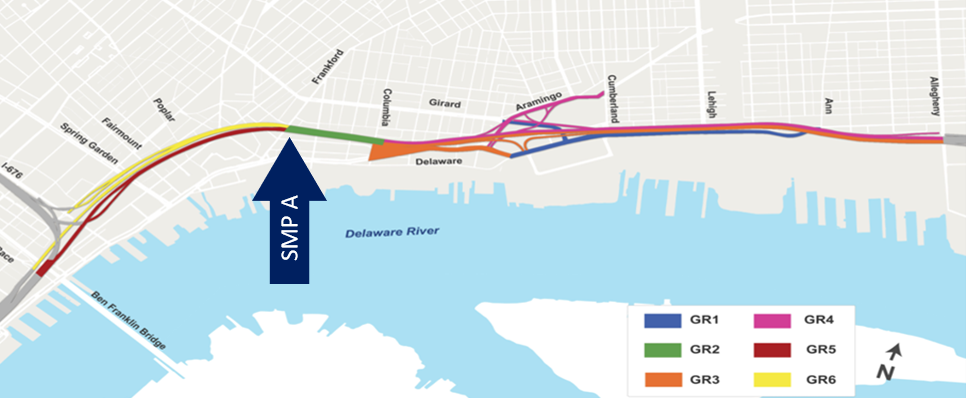 Frankford
Columbia
Girard
Aramingo
Cumberland
Lehigh
Ann
Allegheny
Poplar
Fairmount
Spring Garden
I-676
Delaware
SMP A
Delaware River
Ben Franklin Bridge
GR1
GR4
GR2
GR5
GR3
GR6
N